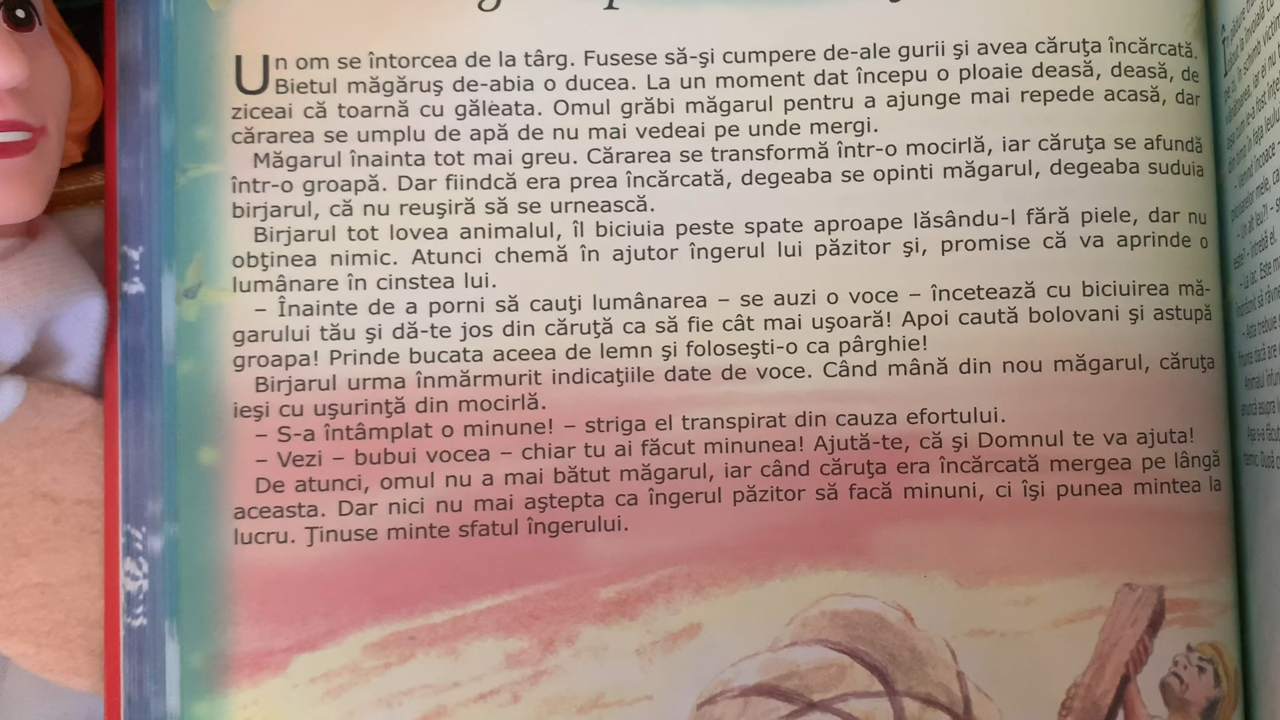 Un om se întorcea de la târg. Fusese să-şi cumpere de-ale gurii şi avea căruţa încărcată.
Bietul măgăruş de-abia o ducea. La un moment dat începu o ploaie deasă, deasă, de
ziceai că toarnă cu găleata. Omul grăbi măgarul pentru a ajunge mai repede acasă, dar
cărarea se umplu de apă de nu mai vedeai pe unde mergi.
Măgarul înainta tot mai greu. Cărarea se transformă într-o mocirlă, iar căruţa se afundă
într-o groapă. Dar fiindcă era prea încărcată, degeaba se opinti măgarul, degeaba suduia
birjarul, că nu reuşiră să se urnească.
Birjarul tot lovea animalul, îl biciuia peste spate aproape lăsându-l fără piele, dar nu
obţinea nimic. Atunci chemă în ajutor îngerul lui păzitor şi, promise că va aprinde o
lumânare în cinstea lui.
– Înainte de a porni să cauţi lumânarea – se auzi o voce – încetează cu biciuirea mă-
garului tău şi dă-te jos din căruţă ca să fie cât mai uşoară! Apoi caută bolovani şi astupă
groapa! Prinde bucata aceea de lemn şi foloseşti-o ca pârghie!
Birjarul urma înmărmurit indicaţiile date de voce. Când mână din nou măgarul, căruţa
ieşi cu uşurinţă din mocirlă.
– S-a întâmplat o minune! – striga el transpirat din cauza efortului.
– Vezi – bubui vocea – chiar tu ai făcut minunea! Ajută-te, că şi Domnul te va ajuta!
De atunci, omul nu a mai bătut măgarul, iar când căruţa era încărcată mergea pe lângă
aceasta. Dar nici nu mai aştepta ca îngerul păzitor să facă minuni, ci îşi punea mintea la
lucru. Ţinuse minte sfatul îngerului.